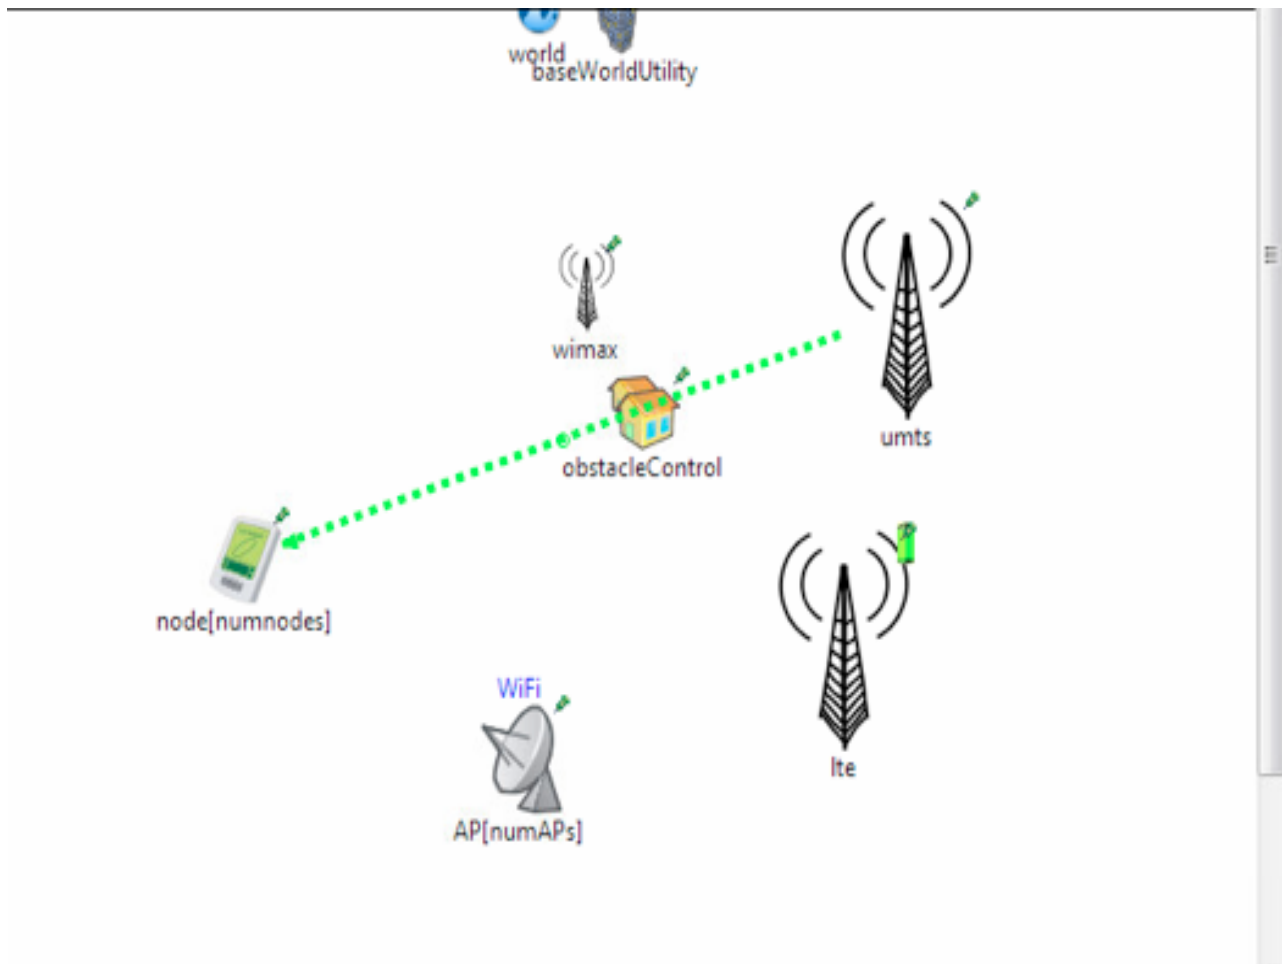 world
baseWorldUtility
wimax
umts
obstacleControl
node[numnodes]
WiFi
lte
AP[numAPs]